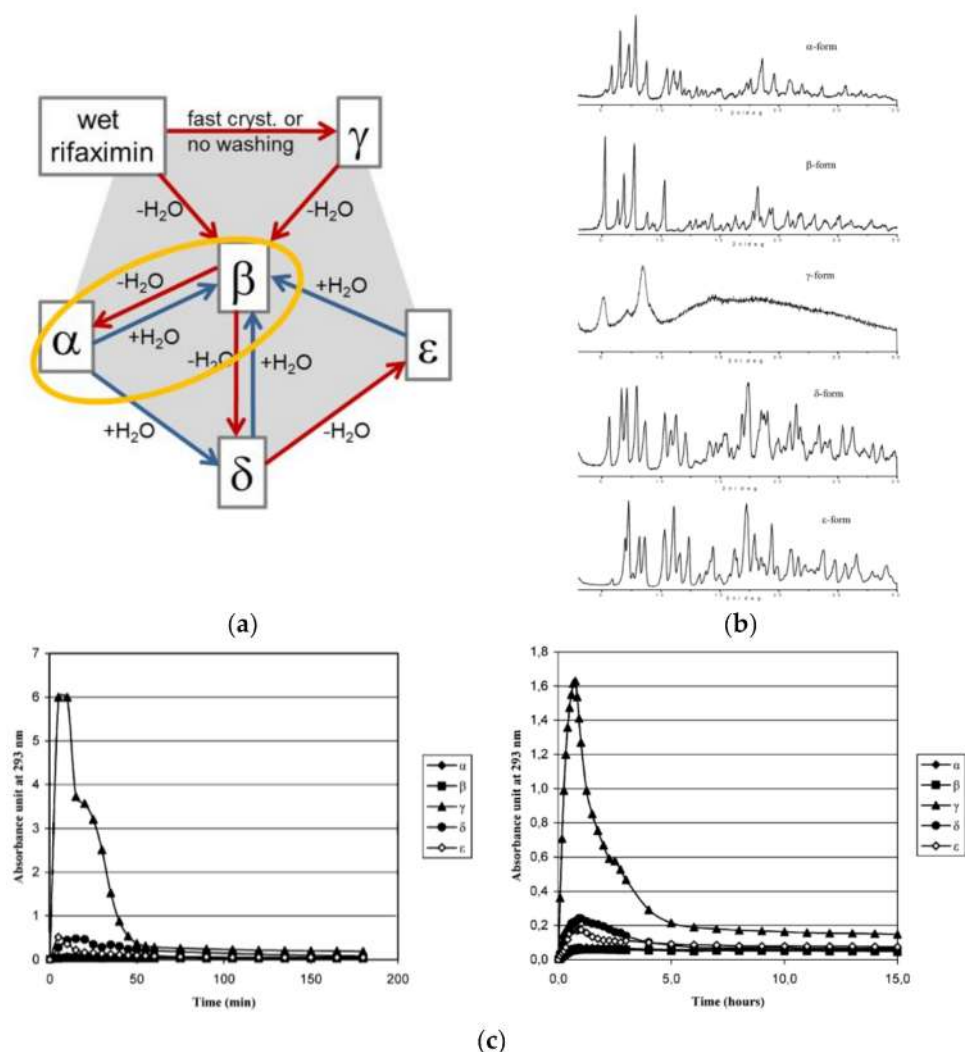 wet
rifaximin
fast cryst. or
no washing
γ
-H₂O
-H₂O
β
-H₂O
+H₂O
α
+H₂O
-H₂O
+H₂O
ε
+H₂O
-H₂O
δ
(a)
α-form
β-form
γ-form
δ-form
ε-form
(b)
Absorbance unit at 293 nm
7
6
5
4
3
2
1
0
0
50
100
150
200
Time (min)
α
β
γ
δ
ε
Absorbance unit at 293 nm
1,8
1,6
1,4
1,2
1,0
0,8
0,6
0,4
0,2
0,0
0,0
5,0
10,0
15,0
Time (hours)
α
β
γ
δ
ε
(c)